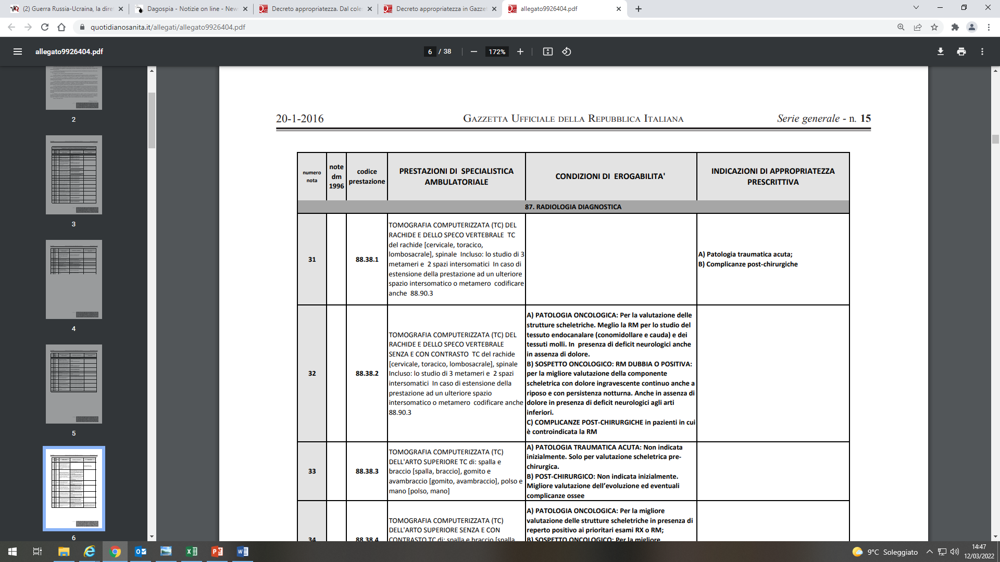 (2) Guerra Russia-Ucraina, la dire
Dagospia - Notizie on line - New
Decreto appropriatezza. Dal cole
Decreto appropriatezza in Gazze
allegato9926404.pdf
quotidianosanita.it/allegati/allegato9926404.pdf
allegato9926404.pdf
6 / 38
172%
2
3
4
5
6
20-1-2016 GAZZETTA UFFICIALE DELLA REPUBBLICA ITALIANA Serie generale - n. 15
numero
nota
note
dm
1996
codice
prestazione
PRESTAZIONI DI SPECIALISTICA
AMBULATORIALE
CONDIZIONI DI EROGABILITA'
INDICAZIONI DI APPROPRIATEZZA
PRESCRITTIVA
87. RADIOLOGIA DIAGNOSTICA
31
88.38.1
TOMOGRAFIA COMPUTERIZZATA (TC) DEL
RACHIDE E DELLO SPECO VERTEBRALE TC
del rachide [cervicale, toracico,
lombosacrale], spinale Incluso: lo studio di 3
metameri e 2 spazi intersomatici In caso di
estensione della prestazione ad un ulteriore
spazio intersomatico o metamero codificare
anche 88.90.3
A) Patologia traumatica acuta;
B) Complicanze post-chirurgiche
32
88.38.2
TOMOGRAFIA COMPUTERIZZATA (TC) DEL
RACHIDE E DELLO SPECO VERTEBRALE
SENZA E CON CONTRASTO TC del rachide
[cervicale, toracico, lombosacrale], spinale
Incluso: lo studio di 3 metameri e 2 spazi
intersomatici In caso di estensione della
prestazione ad un ulteriore spazio
intersomatico o metamero codificare anche
88.90.3
A) PATOLOGIA ONCOLOGICA: Per la valutazione delle
strutture scheletriche. Meglio la RM per lo studio del
tessuto endocanalare (conomidollare e cauda) e dei
tessuti molli. In presenza di deficit neurologici anche
in assenza di dolore.
B) SOSPETTO ONCOLOGICO: RM DUBBIA O POSITIVA:
per la migliore valutazione della componente
scheletrica con dolore ingravescente continuo anche a
riposo e con persistenza notturna. Anche in assenza di
dolore in presenza di deficit neurologici agli arti
inferiori.
C) COMPLICANZE POST-CHIRURGICHE in pazienti in cui
è controindicata la RM
33
88.38.3
TOMOGRAFIA COMPUTERIZZATA (TC)
DELL'ARTO SUPERIORE TC di: spalla e
braccio [spalla, braccio], gomito e
avambraccio [gomito, avambraccio], polso e
mano [polso, mano]
A) PATOLOGIA TRAUMATICA ACUTA: Non indicata
inizialmente. Solo per valutazione scheletrica pre-
chirurgica.
B) POST-CHIRURGICO: Non indicata inizialmente.
Migliore valutazione dell'evoluzione ed eventuali
complicanze ossee
34
88.38.4
TOMOGRAFIA COMPUTERIZZATA (TC)
DELL'ARTO SUPERIORE SENZA E CON
CONTRASTO TC di: spalla e braccio [spalla
A) PATOLOGIA ONCOLOGICA: Per la migliore
valutazione delle strutture scheletriche in presenza di
reperto positivo ai prioritari esami RX o RM;
B) SOSPETTO ONCOLOGICO: Per la migliore
9°C Soleggiato
14:47
12/03/2022